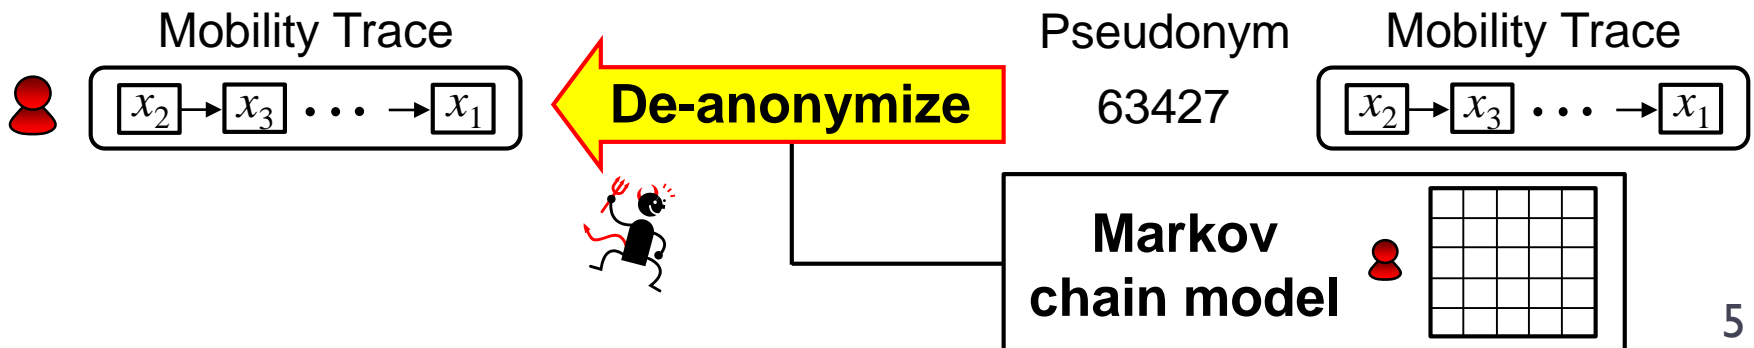 Mobility Trace
x2 x3 • • • x1
De-anonymize
Pseudonym
63427
Mobility Trace
x2 x3 • • • x1
Markov
chain model
5